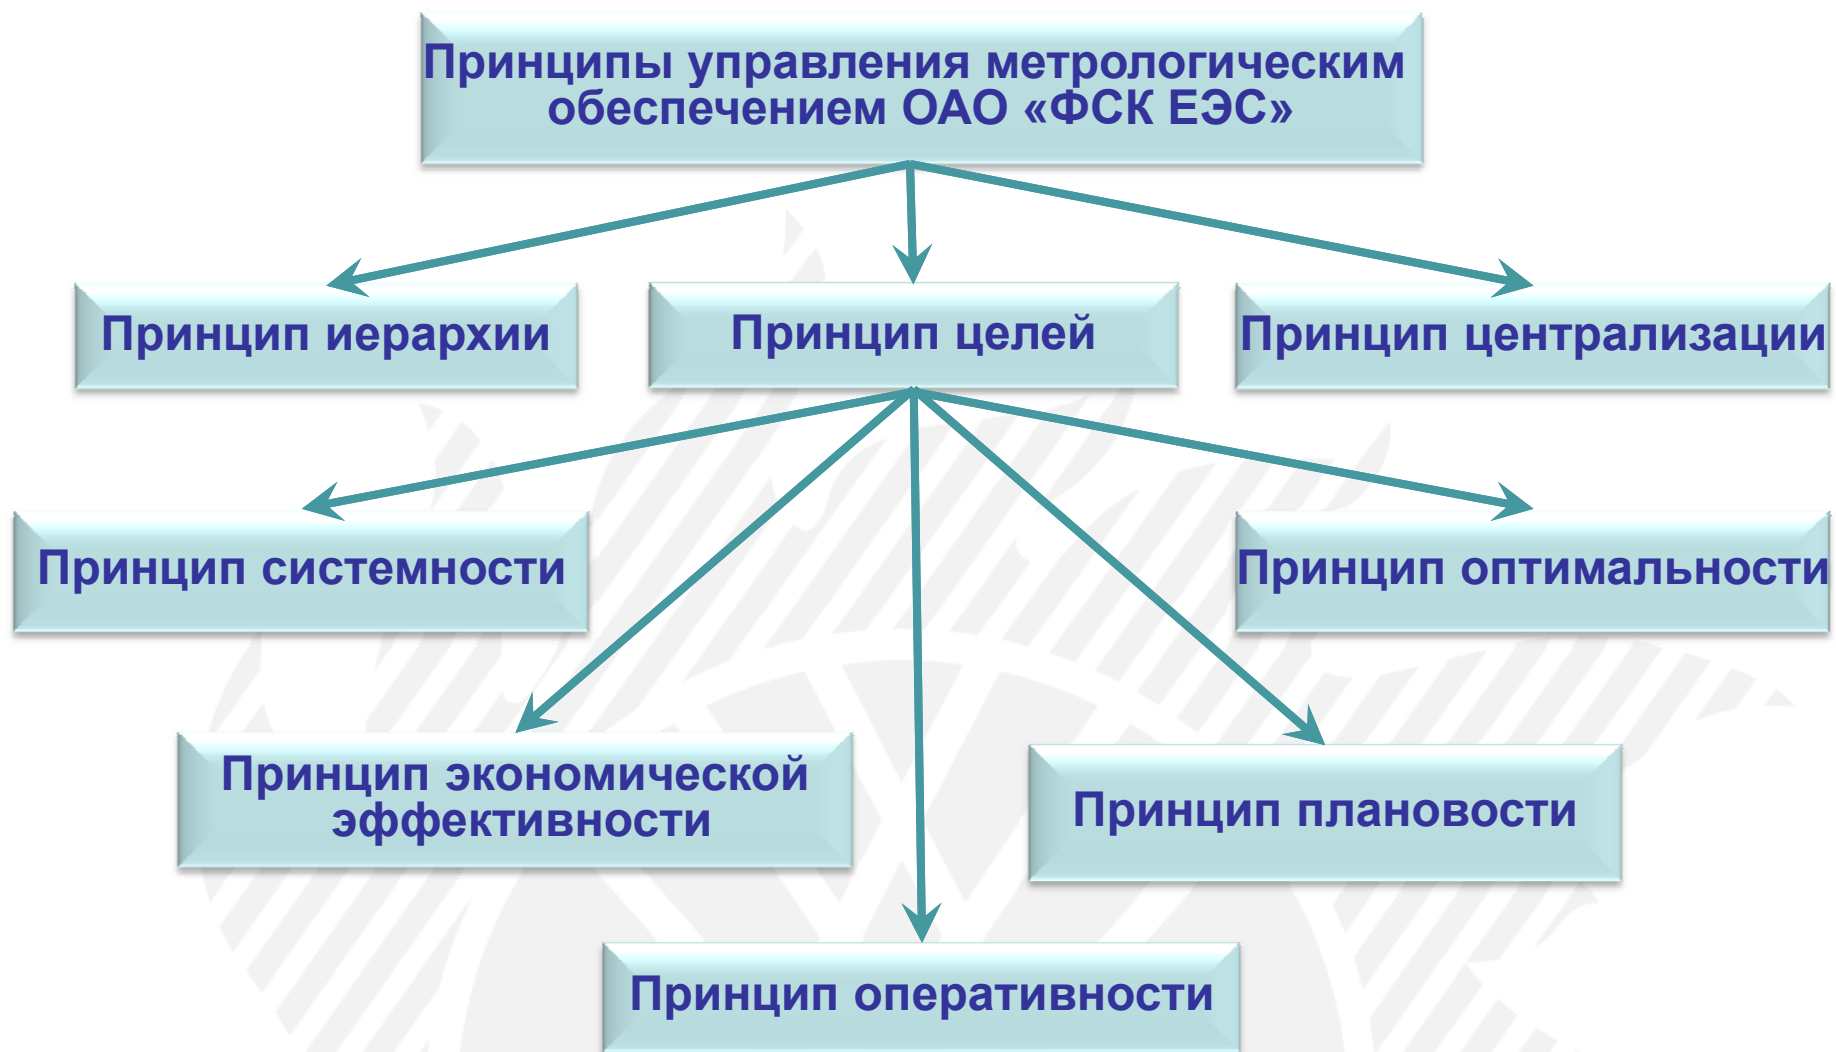 Принципы управления метрологическим
обеспечением ОАО «ФСК ЕЭС»
Принцип иерархии
Принцип целей
Принцип централизации
Принцип системности
Принцип оптимальности
Принцип экономической
эффективности
Принцип плановости
Принцип оперативности